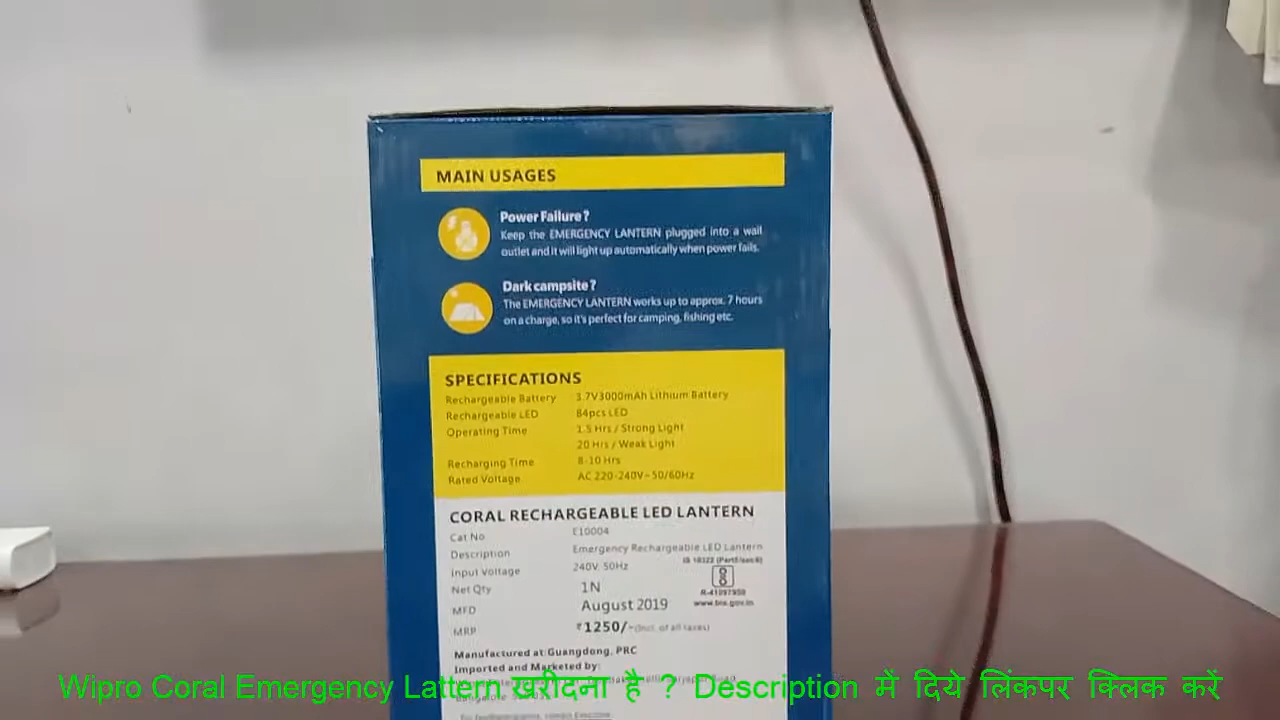 MAIN USAGES
Power Failure?
Keep the EMERGENCY LANTERN plugged into a wall
outlet and it will light up automatically when power fails.
Dark campsite?
The EMERGENCY LANTERN works up to approx. 7 hours
on a charge, so it's perfect for camping, fishing etc.
SPECIFICATIONS
Rechargeable Battery 3.7V3000mAh Lithium Battery
Rechargeable LED 84pcs LED
Operating Time 1.5 Hrs / Strong Light
20 Hrs / Weak Light
Recharging Time 8-10 Hrs
Rated Voltage AC 220-240V~50/60Hz
CORAL RECHARGEABLE LED LANTERN
Cat No E10004
Description Emergency Rechargeable LED Lantern
Input Voltage 240V 50Hz
Net Qty 1N
MFD August 2019
MRP ₹1250/-(Incl. of all taxes)
www.bis.gov.in
Manufactured at Guangdong, PRC
Imported and Marketed by:
Wipro Coral Emergency Lattern खरीदना है ? Description में दिये लिंकपर क्लिक करें